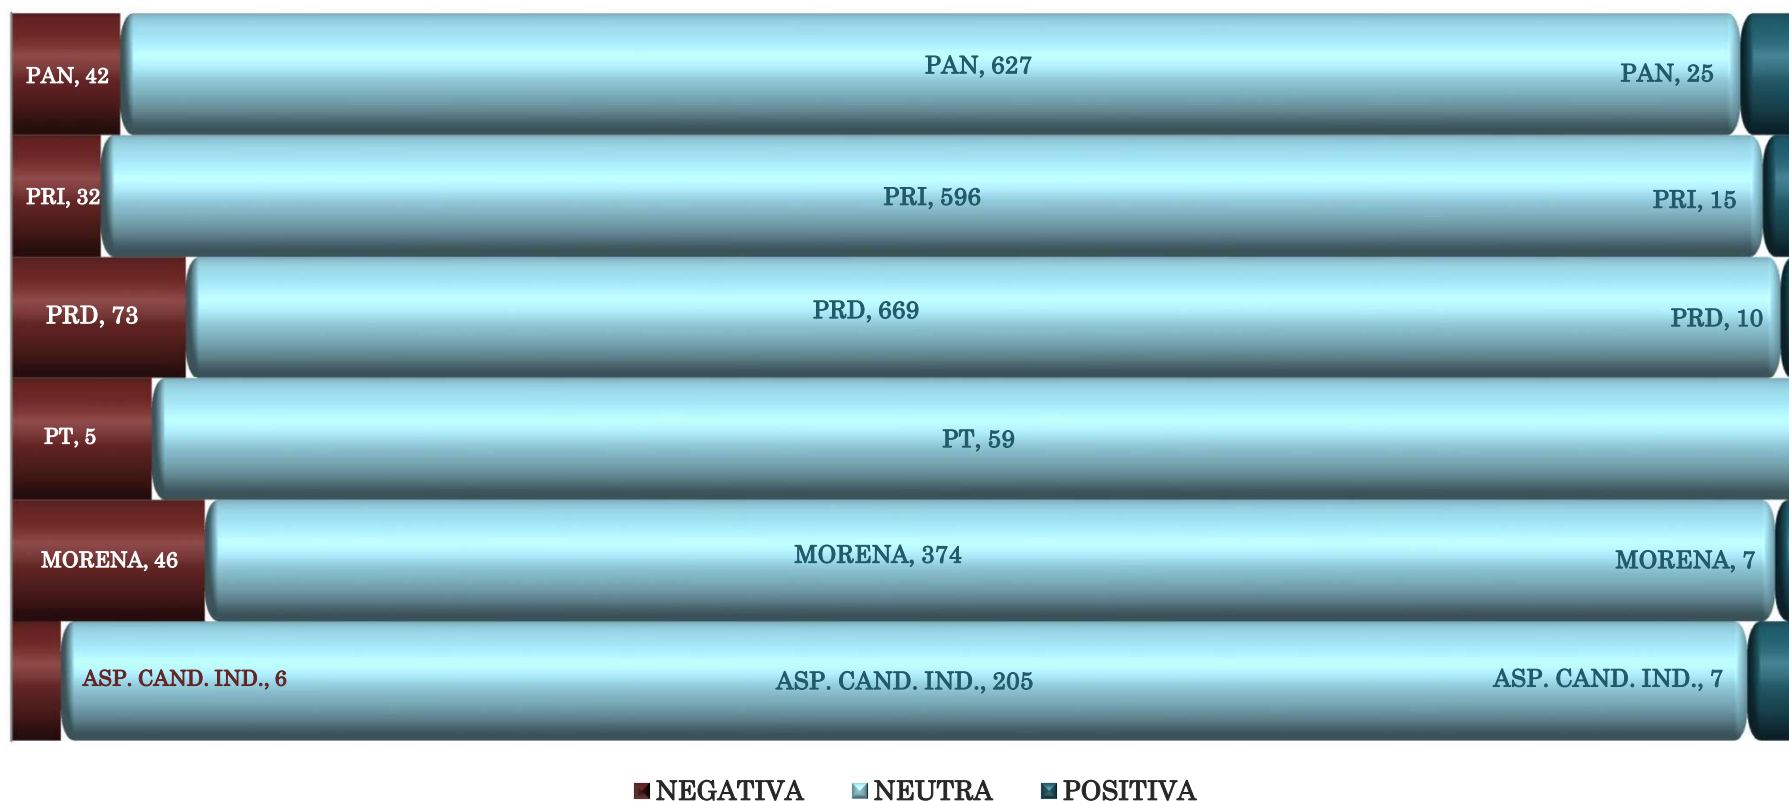 PAN, 42 PAN, 627 PAN, 25
PRI, 32 PRI, 596 PRI, 15
PRD, 73 PRD, 669 PRD, 10
PT, 5 PT, 59
MORENA, 46 MORENA, 374 MORENA, 7
ASP. CAND. IND., 6 ASP. CAND. IND., 205 ASP. CAND. IND., 7
NEGATIVA NEUTRA POSITIVA